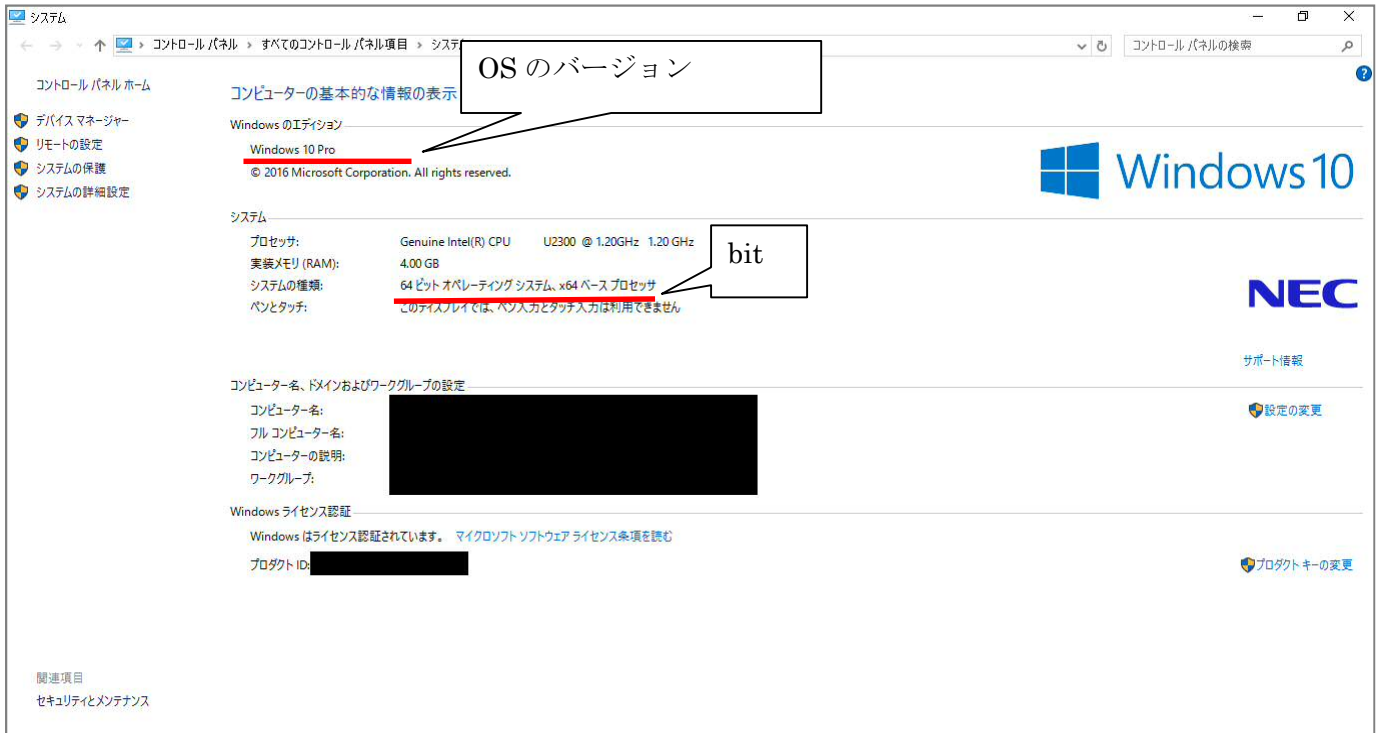 システム
コントロール パネル › すべてのコントロール パネル項目 › システム
コントロール パネルの検索
OS のバージョン
コントロール パネル ホーム
デバイス マネージャー
リモートの設定
システムの保護
システムの詳細設定
コンピューターの基本的な情報の表示
Windows のエディション
Windows 10 Pro
© 2016 Microsoft Corporation. All rights reserved.
Windows 10
システム
プロセッサ: Genuine Intel(R) CPU U2300 @ 1.20GHz 1.20 GHz
bit
実装メモリ (RAM): 4.00 GB
システムの種類: 64 ビット オペレーティング システム、x64 ベース プロセッサ
ペンとタッチ: このディスプレイでは、ペン入力とタッチ入力は利用できません
NEC
サポート情報
コンピューター名、ドメインおよびワークグループの設定
コンピューター名:
設定の変更
フル コンピューター名:
コンピューターの説明:
ワークグループ:
Windows ライセンス認証
Windows はライセンス認証されています。 マイクロソフト ソフトウェア ライセンス条項を読む
プロダクト ID:
プロダクト キーの変更
関連項目
セキュリティとメンテナンス